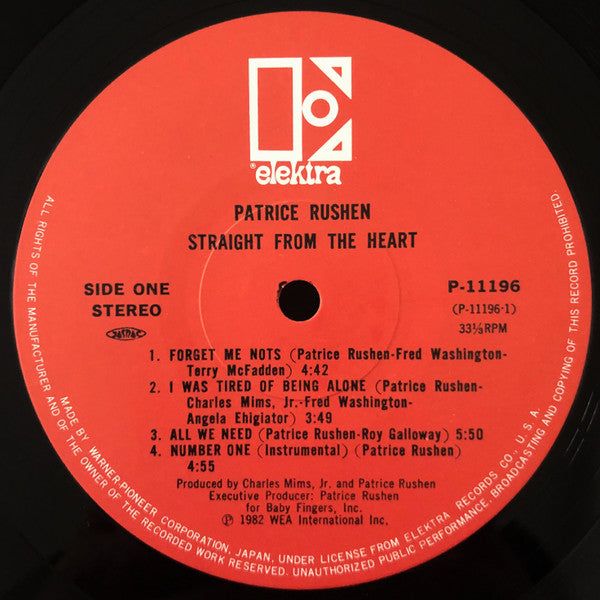 elektra
PATRICE RUSHEN
STRAIGHT FROM THE HEART
SIDE ONE
STEREO
P-11196
(P-11196-1)
33⅓RPM
1. FORGET ME NOTS (Patrice Rushen-Fred Washington-
Terry McFadden) 4:42
2. I WAS TIRED OF BEING ALONE (Patrice Rushen-
Charles Mims, Jr.-Fred Washington-
Angela Ehigiator) 3:49
3. ALL WE NEED (Patrice Rushen-Roy Galloway) 5:50
4. NUMBER ONE (Instrumental) (Patrice Rushen)
4:55
Produced by Charles Mims, Jr. and Patrice Rushen
Executive Producer: Patrice Rushen
for Baby Fingers, Inc.
℗ 1982 WEA International Inc.
ALL RIGHTS OF THE MANUFACTURER AND OF THE OWNER OF THE RECORDED WORK RESERVED. UNAUTHORIZED PUBLIC PERFORMANCE, BROADCASTING AND COPYING OF THIS RECORD PROHIBITED.
MADE BY WARNER-PIONEER CORPORATION, JAPAN, UNDER LICENSE FROM ELEKTRA RECORDS CO., U.S.A.